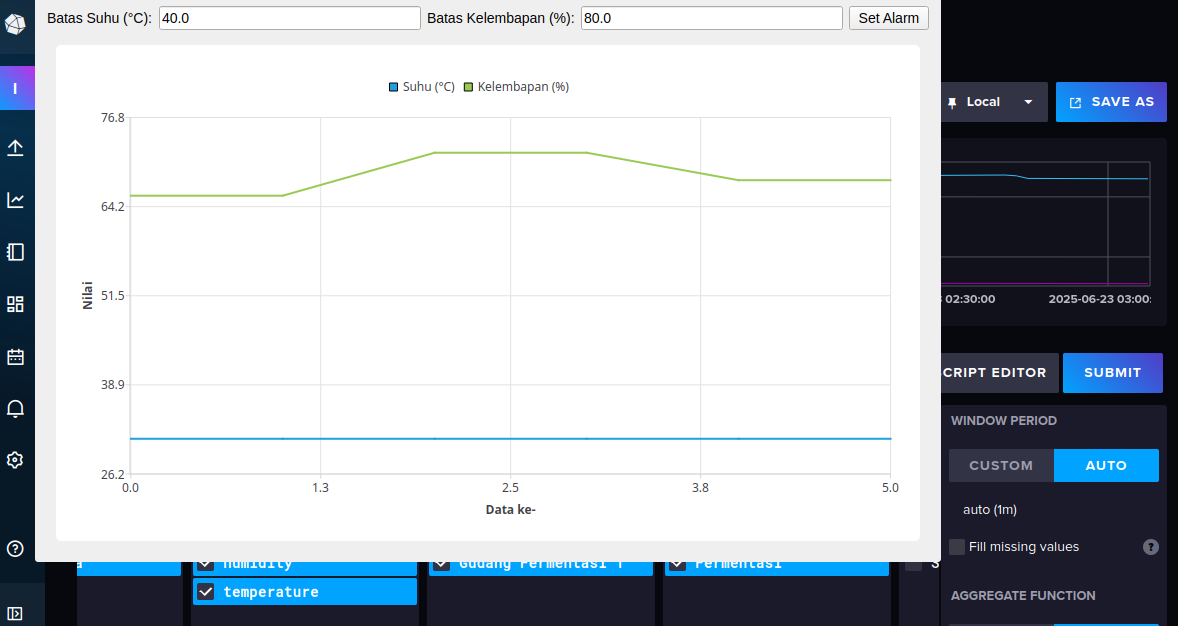 Batas Suhu (°C): 40.0 Batas Kelembapan (%): 80.0 Set Alarm
I
Local
SAVE AS
Suhu (°C) Kelembapan (%)
76.8
64.2
51.5
38.9
26.2
Nilai
0.0 1.3 2.5 3.8 5.0
Data ke-
02:30:00 2025-06-23 03:00:
CRIPT EDITOR SUBMIT
WINDOW PERIOD
CUSTOM AUTO
auto (1m)
Fill missing values ?
AGGREGATE FUNCTION
a humidity Gudang Fermentasi 1 Fermentasi
temperature
?